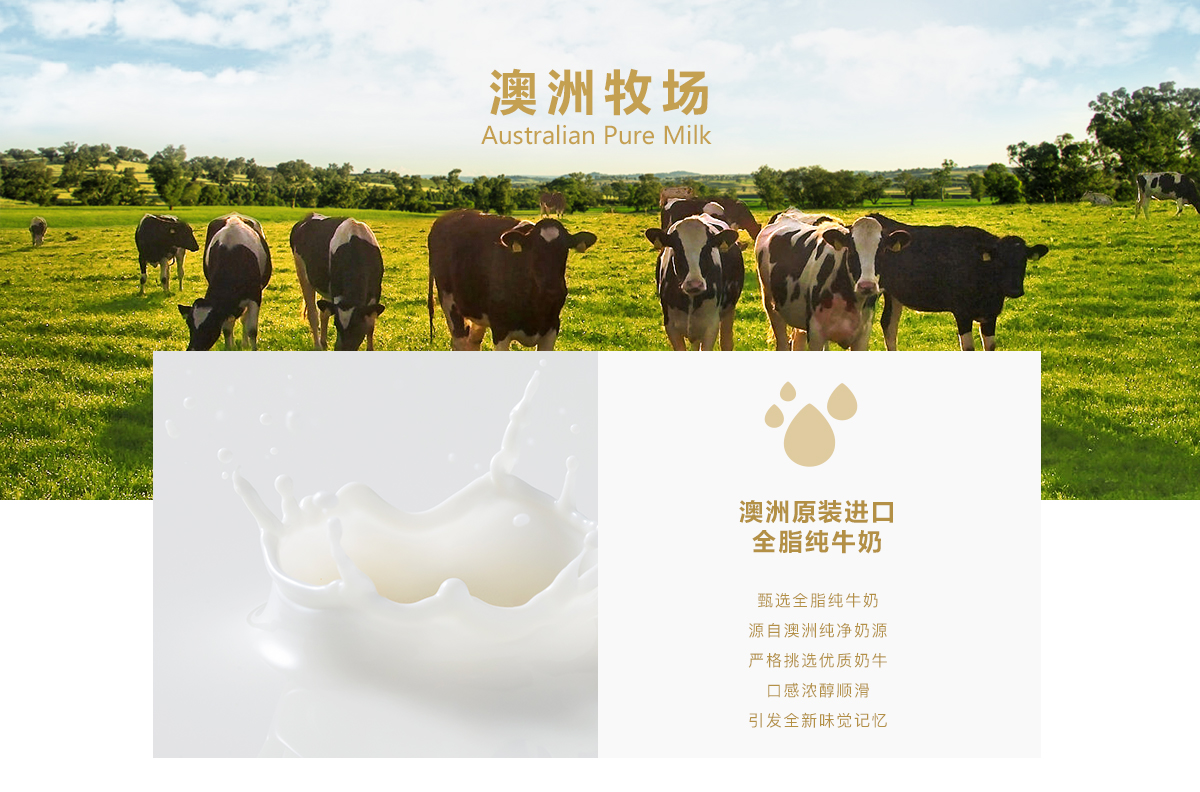 澳洲牧场
Australian Pure Milk
澳洲原装进口
全脂纯牛奶
甄选全脂纯牛奶
源自澳洲纯净奶源
严格挑选优质奶牛
口感浓醇顺滑
引发全新味觉记忆